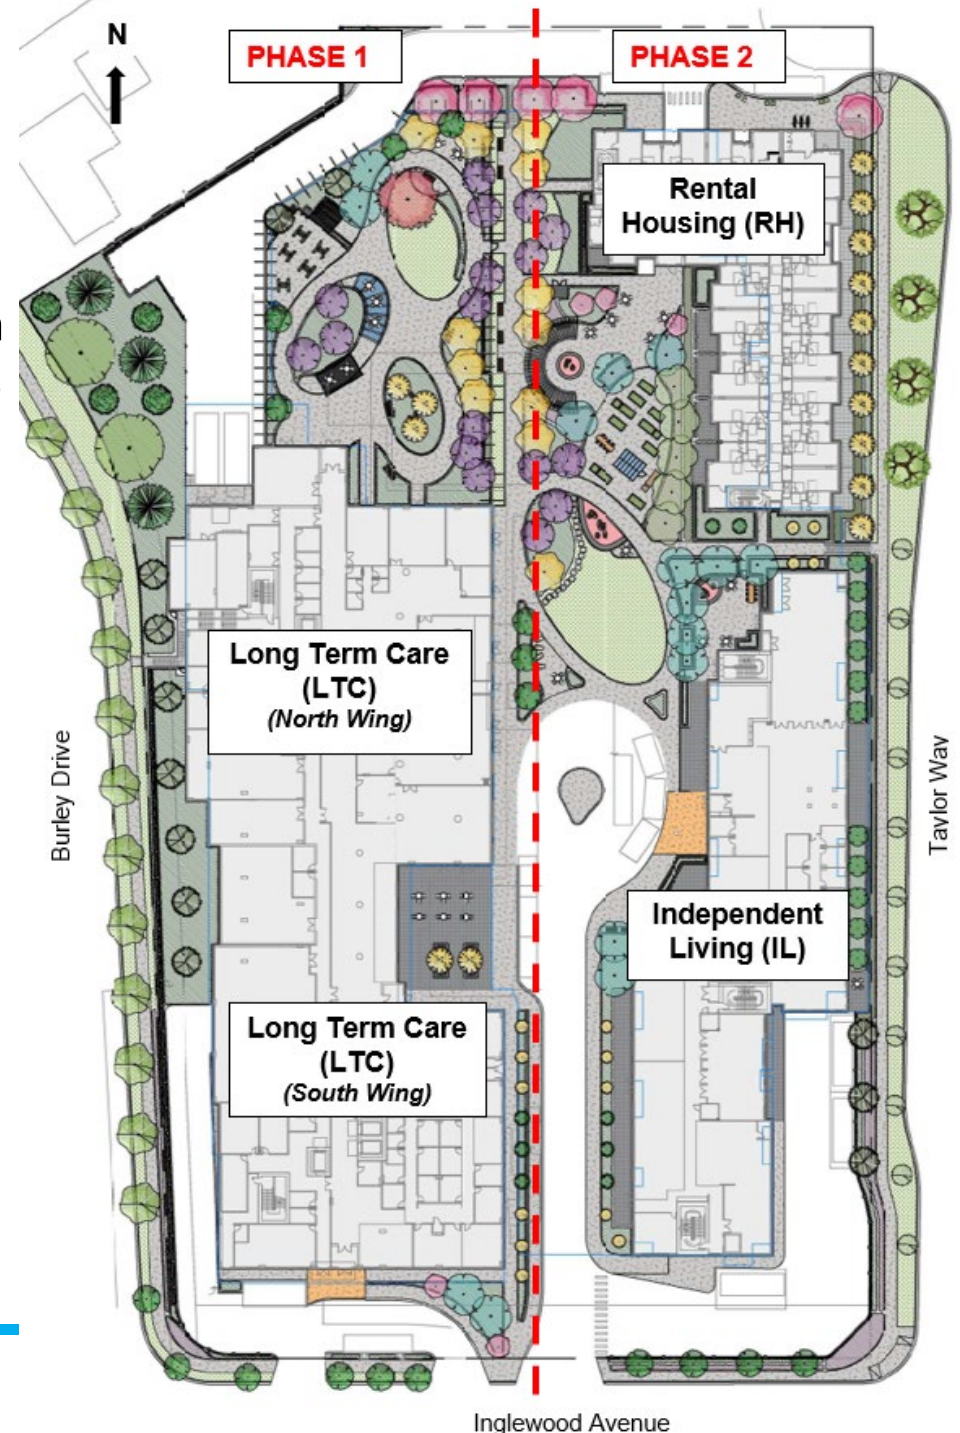 N
PHASE 1
PHASE 2
Rental
Housing (RH)
Long Term Care
(LTC)
(North Wing)
Burley Drive
Taylor Way
Independent
Living (IL)
Long Term Care
(LTC)
(South Wing)
Inglewood Avenue